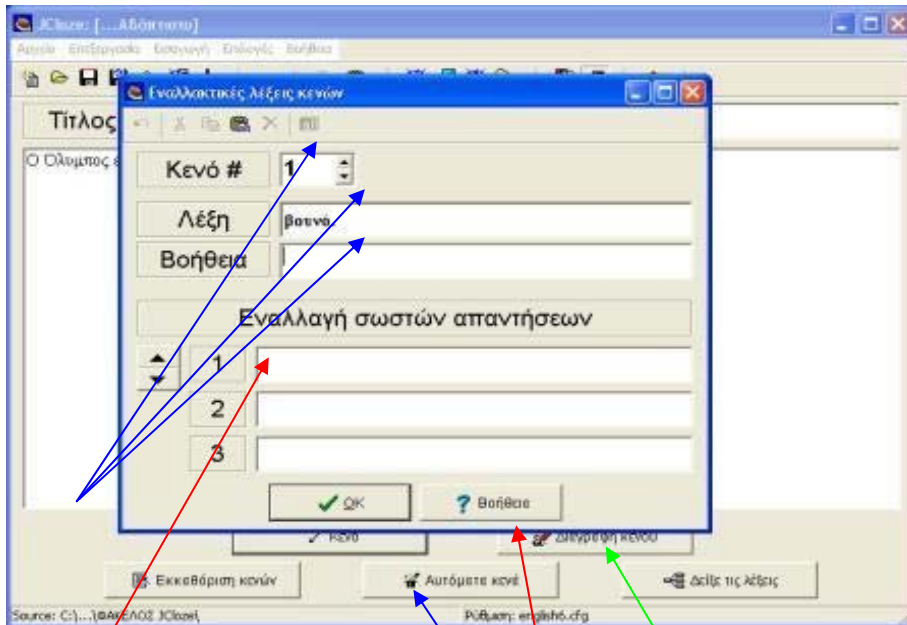 JCloze: [...Αδόπτωτο]
Αρχείο Επεξεργασία Εισαγωγή Επιλογές Βοήθεια
Εναλλακτικές λέξεις κενών
Τίτλος
Ο Όλυμπος ε
Κενό # 1
Λέξη βουνό
Βοήθεια
Εναλλαγή σωστών απαντήσεων
1
2
3
OK Βοήθεια
Κενό Διαγραφή κενού
Εκκαθάριση κενών Αυτόματα κενά Δείξε τις λέξεις
Source: C:\...\ΦΑΚΕΛΟΣ JCloze\ Ρύθμιση: english6.cfg